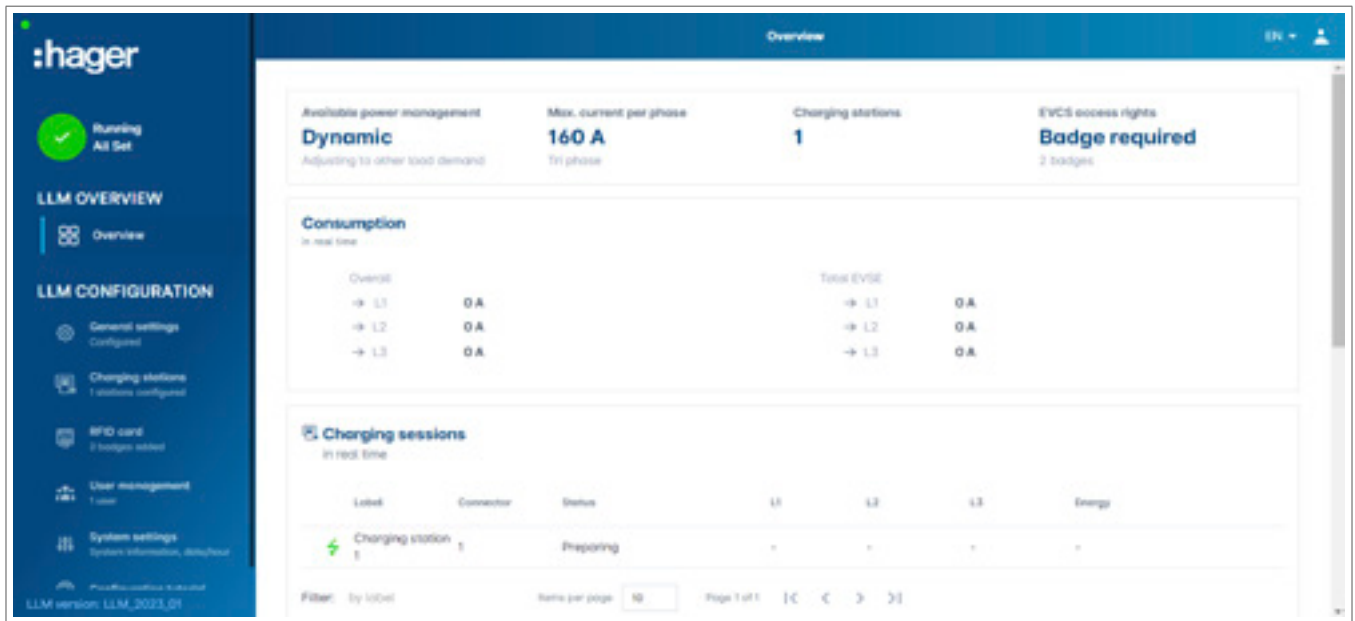 :hager
Overview
EN
Running
All Set
LLM OVERVIEW
Overview
LLM CONFIGURATION
General settings
Configured
Charging stations
1 stations configured
RFID card
2 badges added
User management
1 user
System settings
System information, date/hour
Configuration tutorial
LLM version: LLM_2023_01
Available power management
Dynamic
Adjusting to other load demand
Max. current per phase
160 A
Tri phase
Charging stations
1
EVCS access rights
Badge required
2 badges
Consumption
in real time
Overall
L1 0 A
L2 0 A
L3 0 A
Total EVSE
L1 0 A
L2 0 A
L3 0 A
Charging sessions
in real time
Label Connector Status L1 L2 L3 Energy
Charging station 1 Preparing - - - -
1
Filter: by label Items per page 10 Page 1 of 1